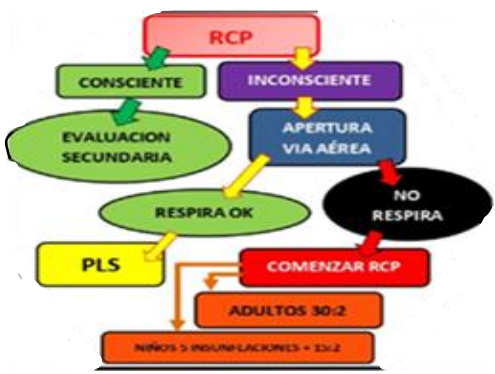 RCP
CONSCIENTE
INCONSCIENTE
EVALUACION
SECUNDARIA
APERTURA
VIA AÉREA
RESPIRA OK
NO
RESPIRA
PLS
COMENZAR RCP
ADULTOS 30:2
NIÑOS 5 INSUNFLACIONES + 15:2